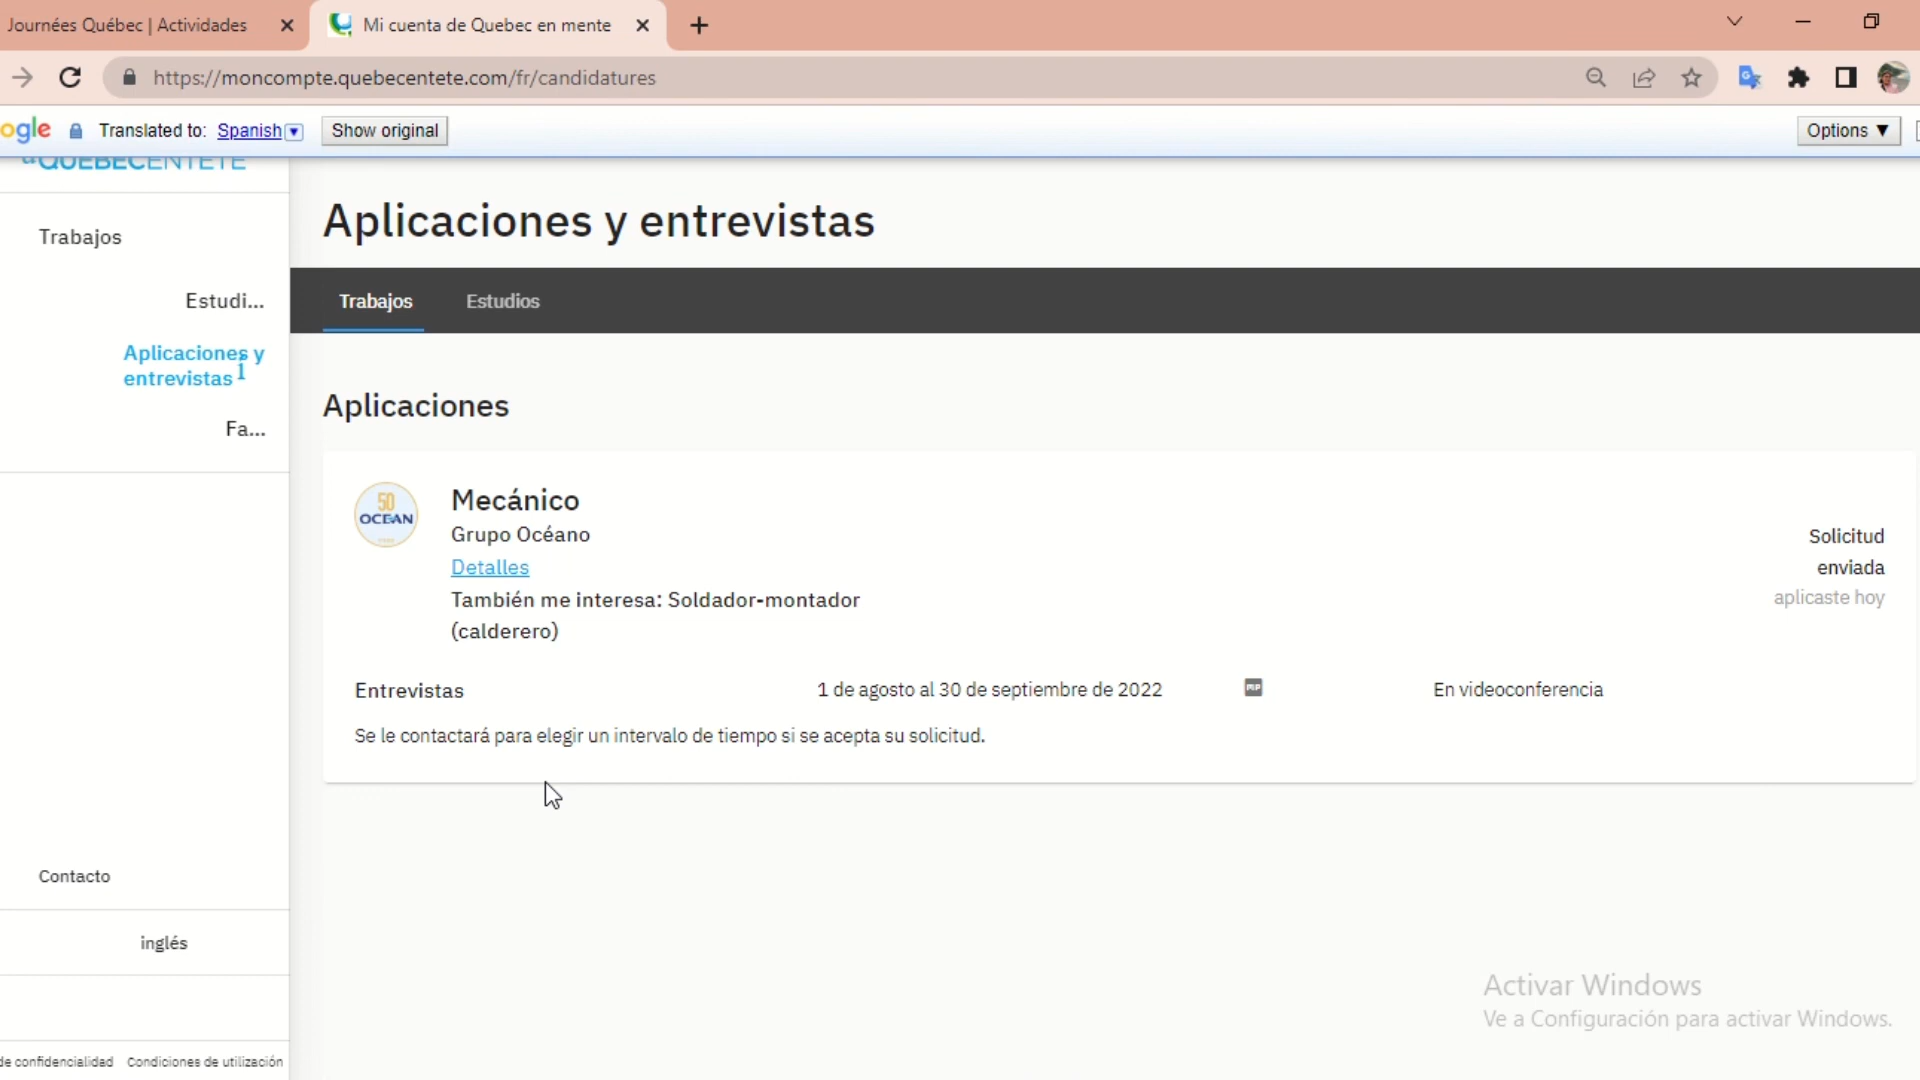 Journées Québec | Actividades
Mi cuenta de Quebec en mente
https://moncompte.quebecentete.com/fr/candidatures
ogle
Translated to: Spanish
Show original
Options ▼
QUÉBECENTÊTE
Trabajos
Estudi...
Aplicaciones y
entrevistas 1
Fa...
Contacto
inglés
de confidencialidad Condiciones de utilización
Aplicaciones y entrevistas
Trabajos
Estudios
Aplicaciones
50
OCEAN
Mecánico
Grupo Océano
Detalles
También me interesa: Soldador-montador
(calderero)
Solicitud
enviada
aplicaste hoy
Entrevistas
1 de agosto al 30 de septiembre de 2022
En videoconferencia
Se le contactará para elegir un intervalo de tiempo si se acepta su solicitud.
Activar Windows
Ve a Configuración para activar Windows.